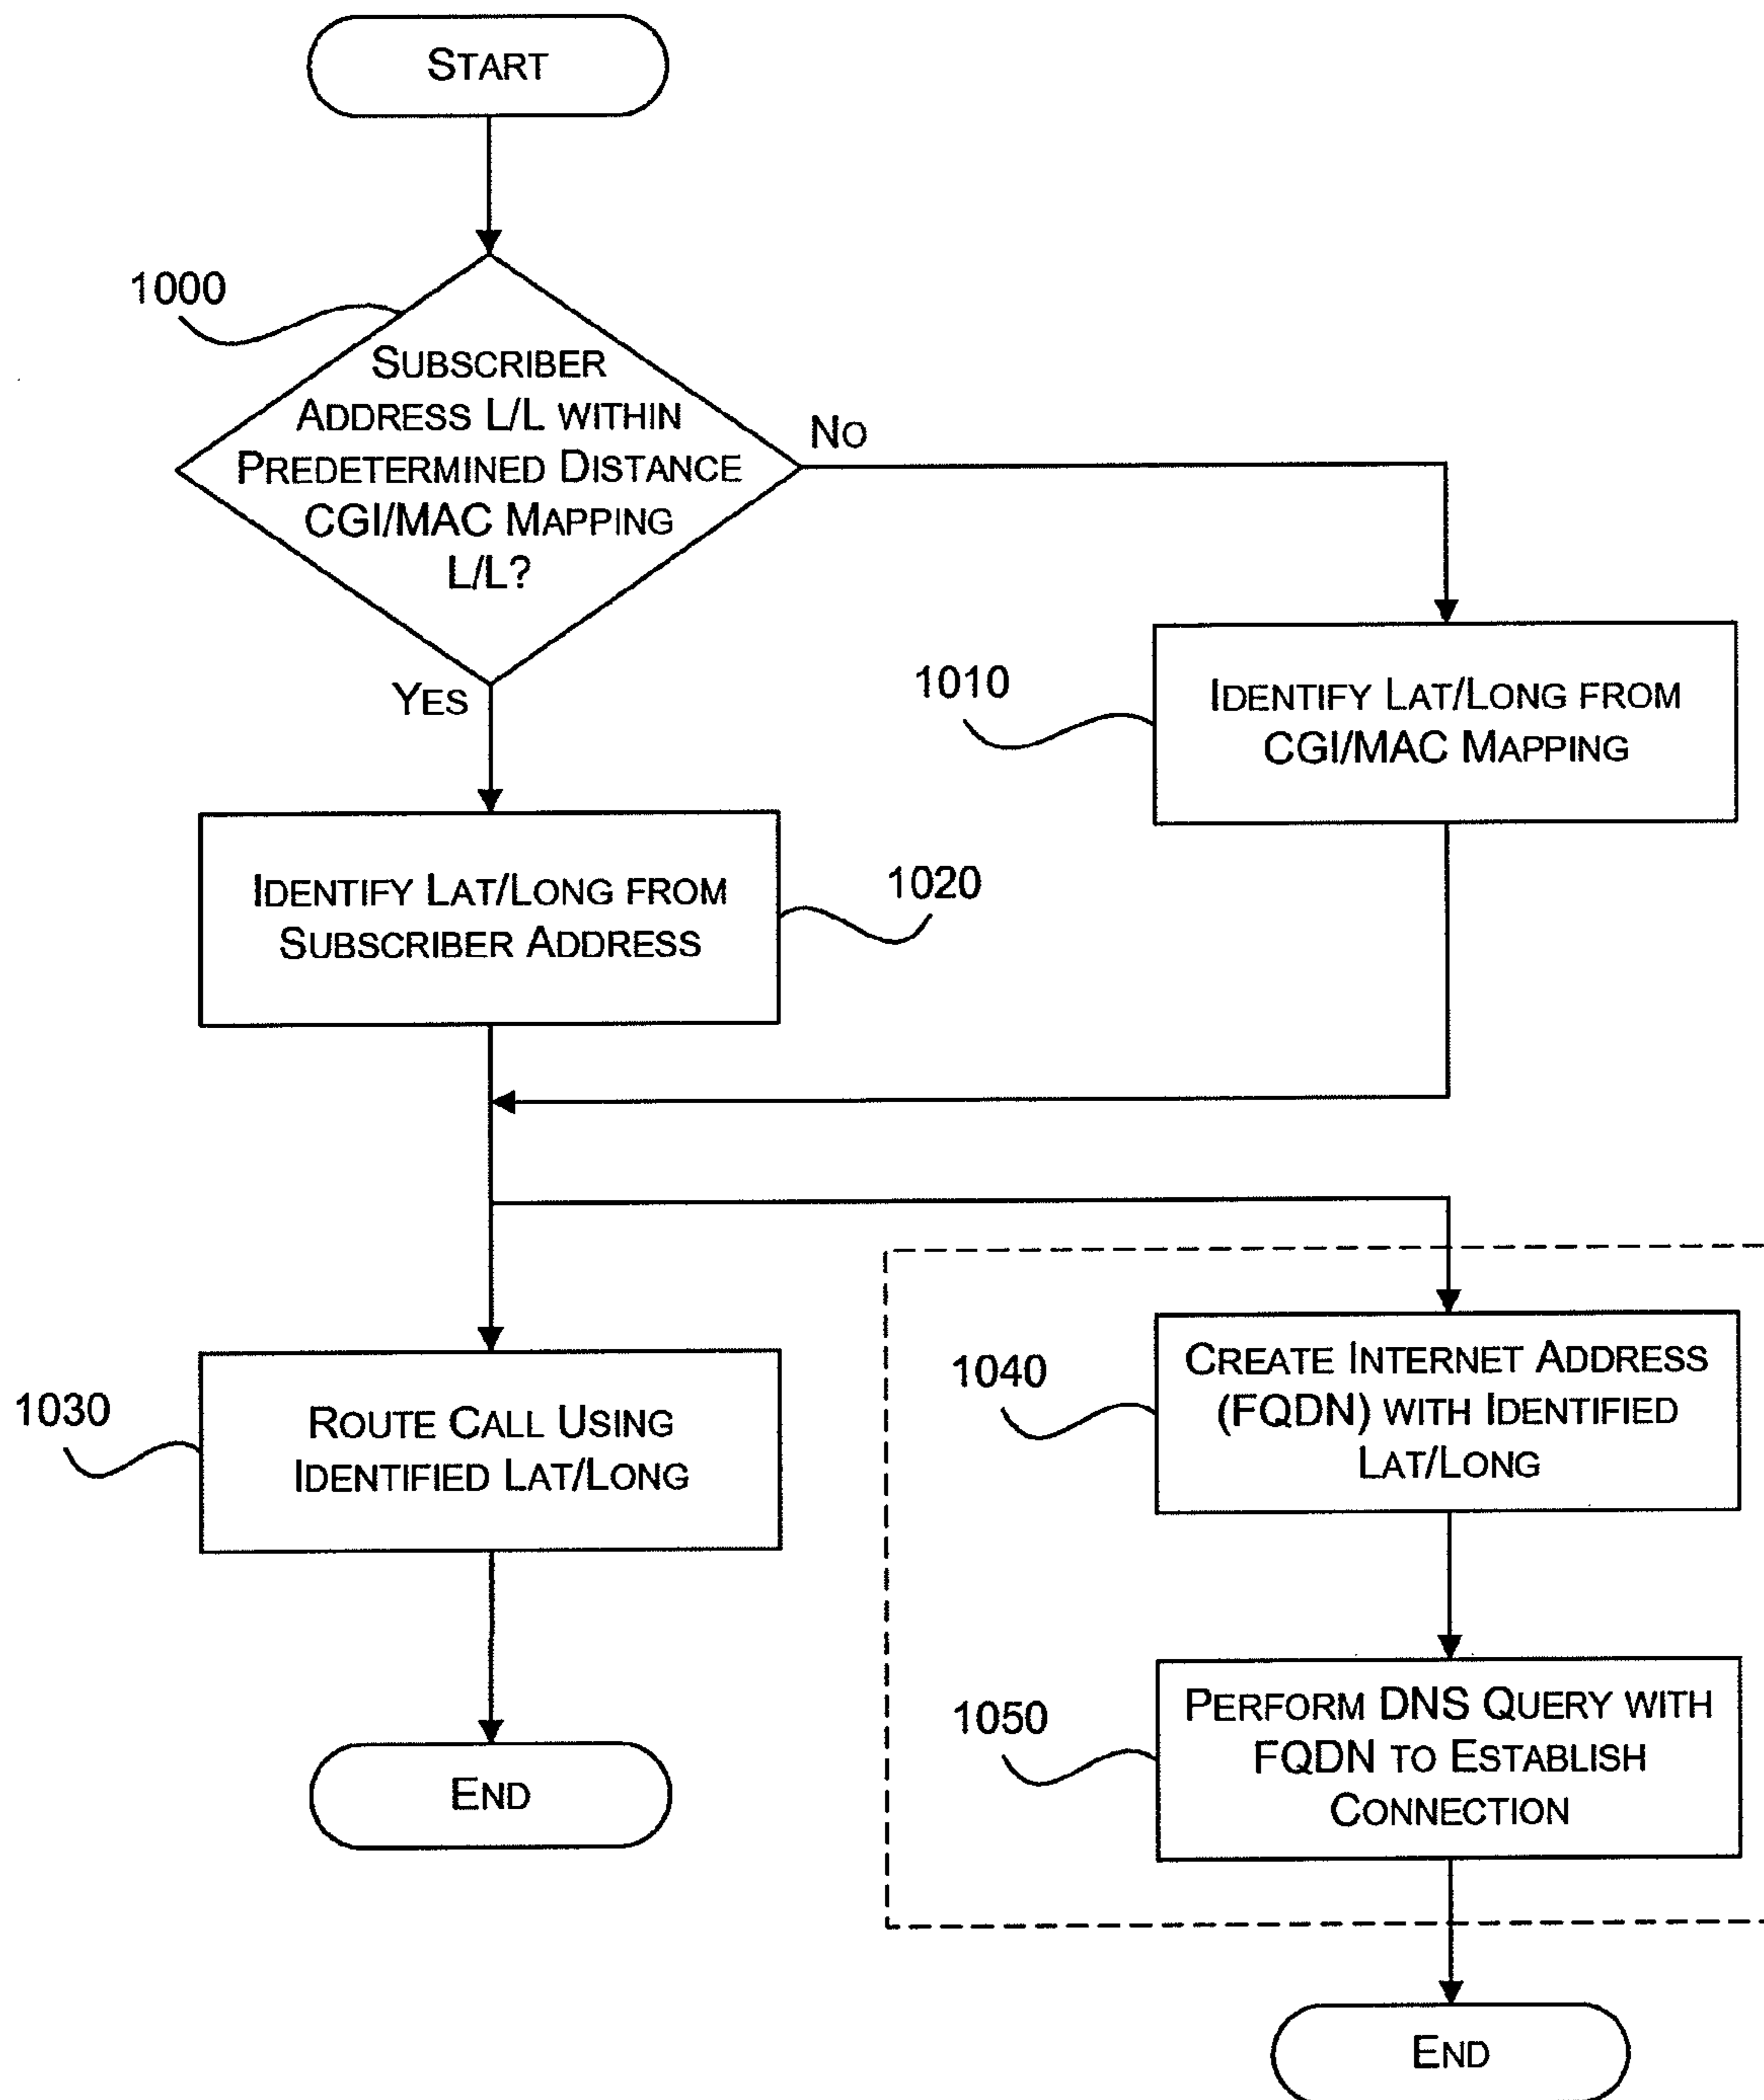 START
1000
SUBSCRIBER
ADDRESS L/L WITHIN
PREDETERMINED DISTANCE
CGI/MAC MAPPING
L/L?
NO
YES
1010
IDENTIFY LAT/LONG FROM
CGI/MAC MAPPING
IDENTIFY LAT/LONG FROM
SUBSCRIBER ADDRESS
1020
1030
ROUTE CALL USING
IDENTIFIED LAT/LONG
END
1040
CREATE INTERNET ADDRESS
(FQDN) WITH IDENTIFIED
LAT/LONG
1050
PERFORM DNS QUERY WITH
FQDN TO ESTABLISH
CONNECTION
END